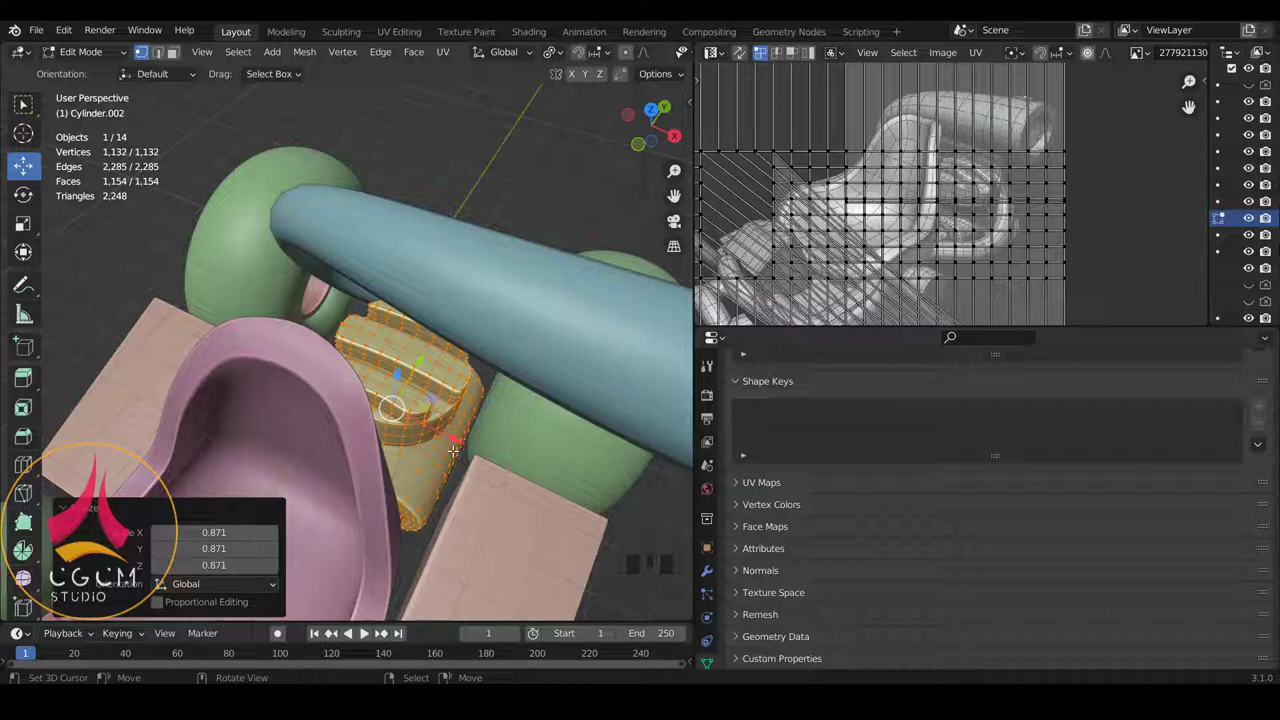 File Edit Render Window Help Layout Modeling Sculpting UV Editing Texture Paint Shading Animation Rendering Compositing Geometry Nodes Scripting Scene ViewLayer
Edit Mode View Select Add Mesh Vertex Edge Face UV Global
View Select Image UV 277921130
Orientation: Default Drag: Select Box X Y Z Options
User Perspective
(1) Cylinder.002
Objects 1 / 14
Vertices 1,132 / 1,132
Edges 2,285 / 2,285
Faces 1,154 / 1,154
Triangles 2,248
Z Y X
Shape Keys
UV Maps
Vertex Colors
Face Maps
Attributes
Normals
Texture Space
Remesh
Geometry Data
Custom Properties
X 0.871
Y 0.871
0.871
Global
Proportional Editing
UGUM
STUDIO
Playback Keying View Marker 1 Start 1 End 250
1 20 40 60 80 100 120 140 160 180 200 220 240
Set 3D Cursor Move Rotate View Select Move 3.1.0